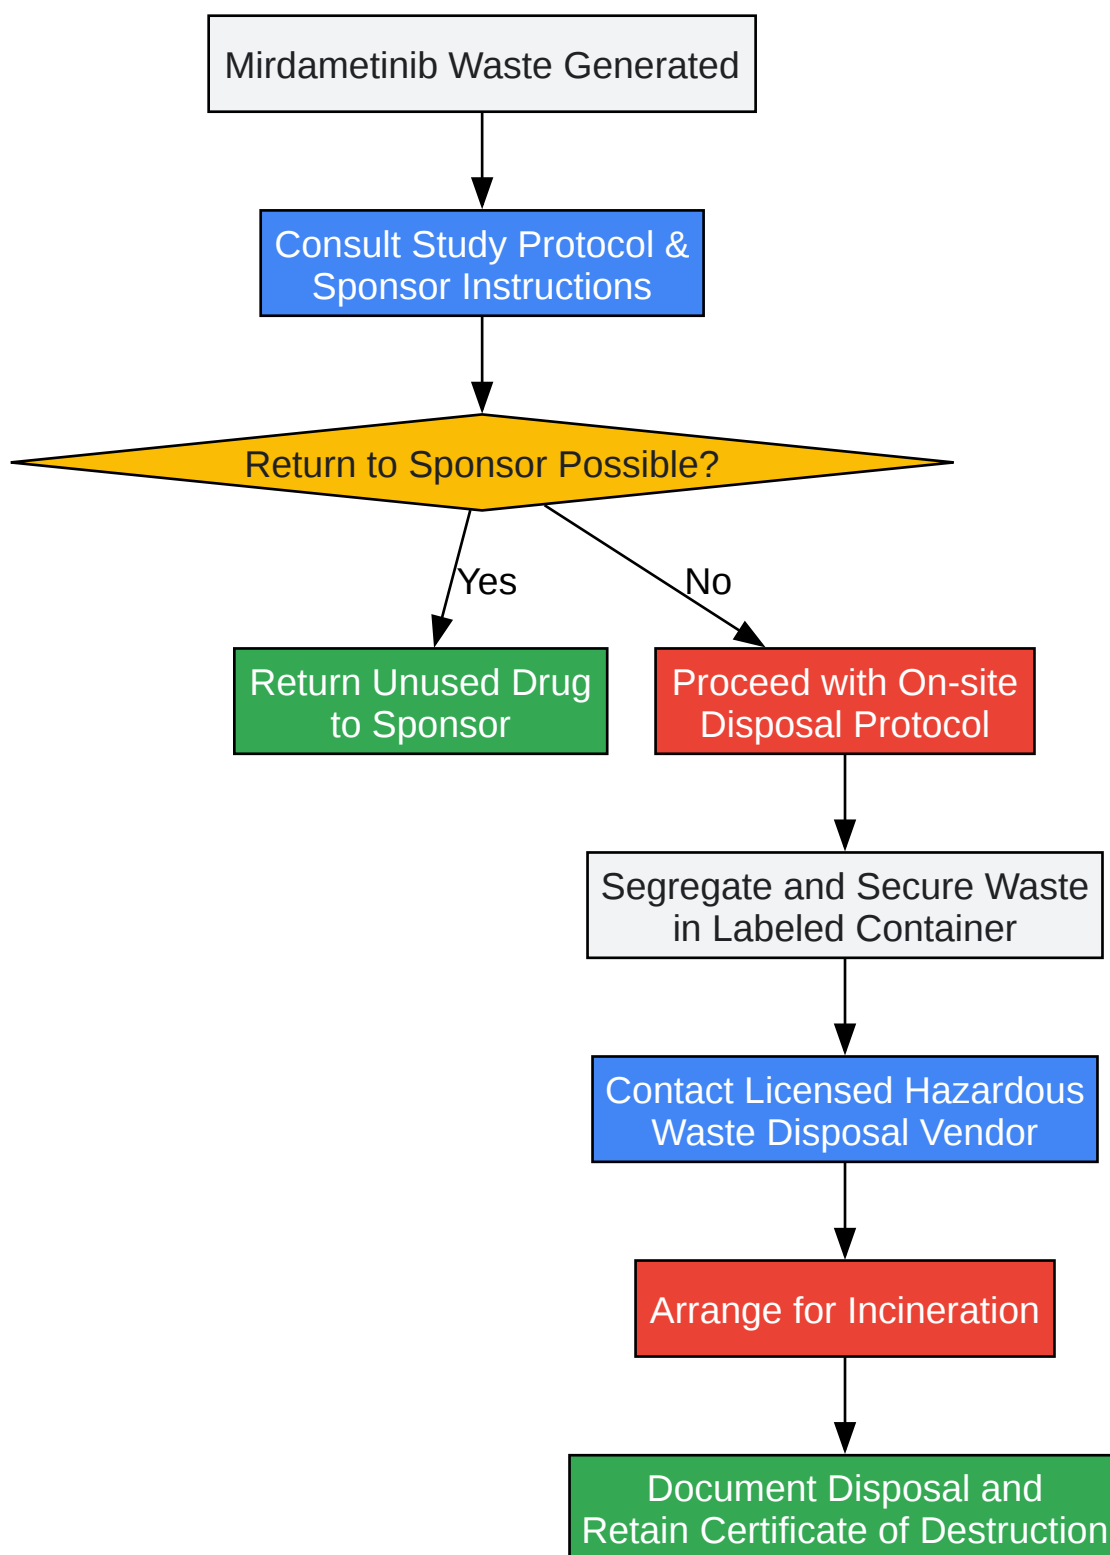 Mirdametinib Waste Generated
Consult Study Protocol &
Sponsor Instructions
Return to Sponsor Possible?
Yes
No
Return Unused Drug
to Sponsor
Proceed with On-site
Disposal Protocol
Segregate and Secure Waste
in Labeled Container
Contact Licensed Hazardous
Waste Disposal Vendor
Arrange for Incineration
Document Disposal and
Retain Certificate of Destruction